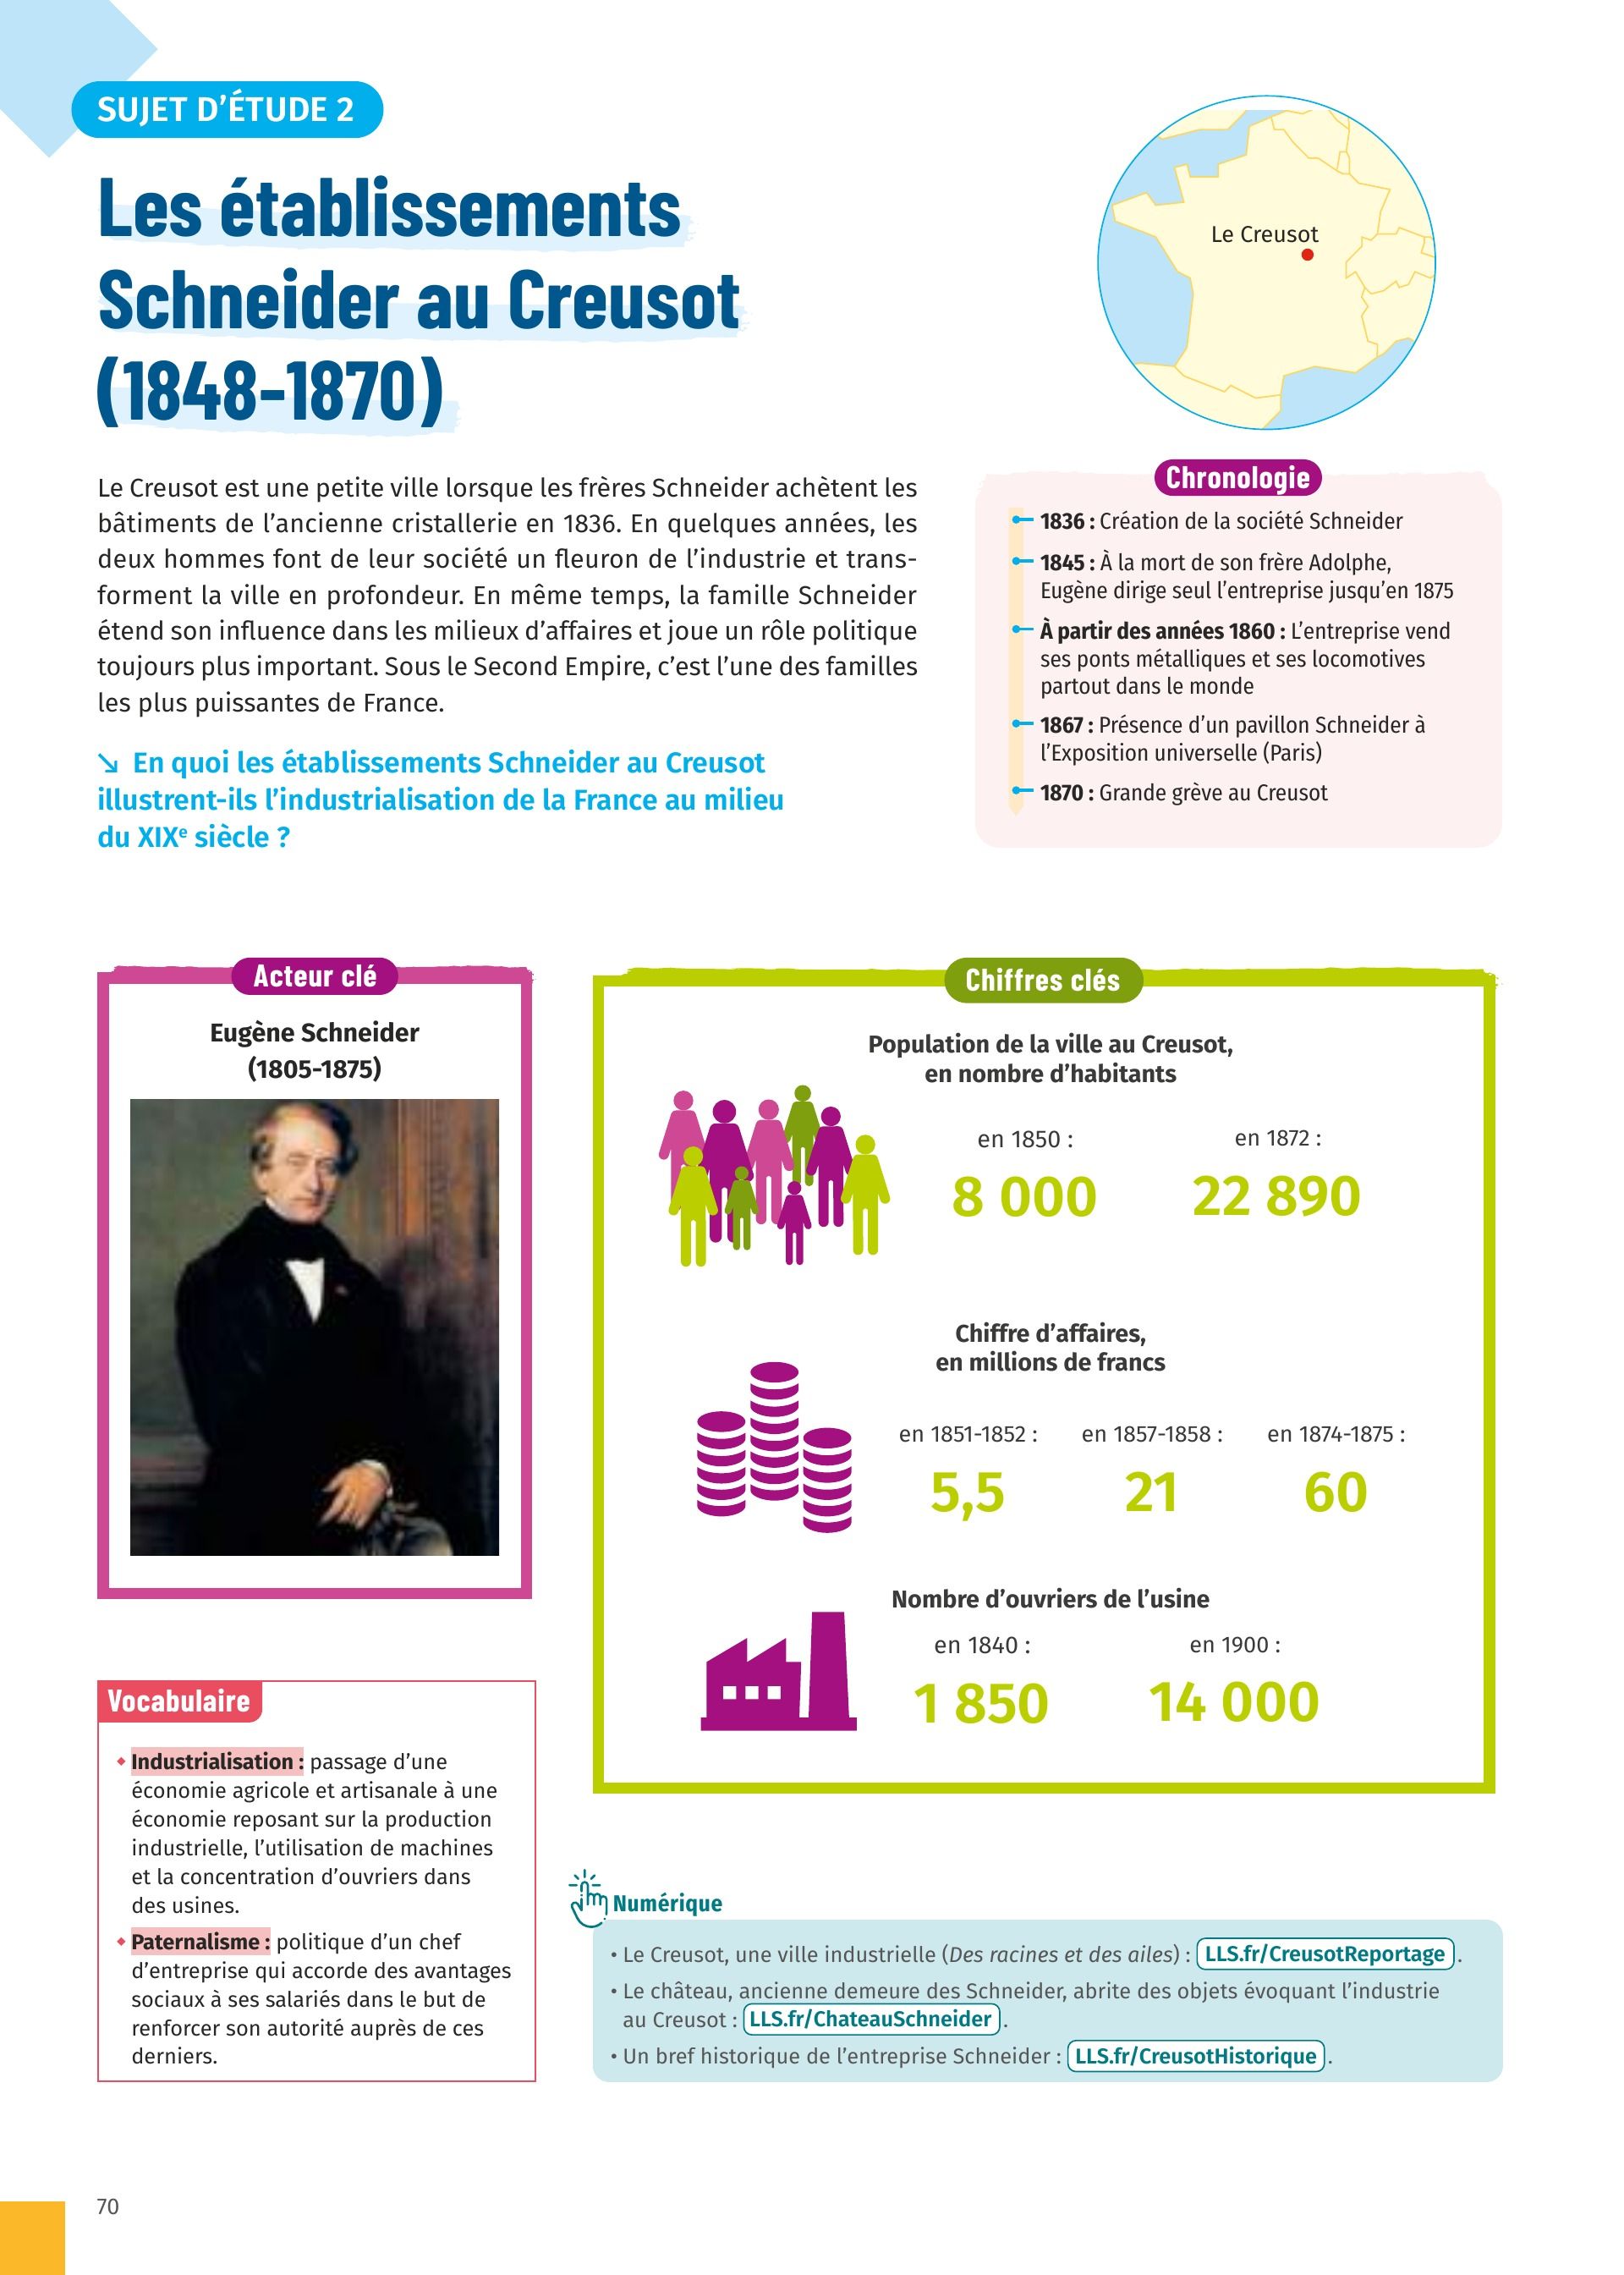 SUJET D’ÉTUDE 2
Les établissements
Schneider au Creusot
(1848-1870)
Le Creusot
Le Creusot est une petite ville lorsque les frères Schneider achètent les
bâtiments de l’ancienne cristallerie en 1836. En quelques années, les
deux hommes font de leur société un fleuron de l’industrie et trans-
forment la ville en profondeur. En même temps, la famille Schneider
étend son influence dans les milieux d’affaires et joue un rôle politique
toujours plus important. Sous le Second Empire, c’est l’une des familles
les plus puissantes de France.
↘ En quoi les établissements Schneider au Creusot
illustrent-ils l’industrialisation de la France au milieu
du XIXe siècle ?
Chronologie
1836 : Création de la société Schneider
1845 : À la mort de son frère Adolphe,
Eugène dirige seul l’entreprise jusqu’en 1875
À partir des années 1860 : L’entreprise vend
ses ponts métalliques et ses locomotives
partout dans le monde
1867 : Présence d’un pavillon Schneider à
l’Exposition universelle (Paris)
1870 : Grande grève au Creusot
Acteur clé
Eugène Schneider
(1805-1875)
Chiffres clés
Population de la ville au Creusot,
en nombre d’habitants
en 1850 : en 1872 :
8 000 22 890
Chiffre d’affaires,
en millions de francs
en 1851-1852 : en 1857-1858 : en 1874-1875 :
5,5 21 60
Nombre d’ouvriers de l’usine
en 1840 : en 1900 :
1 850 14 000
Vocabulaire
Industrialisation : passage d’une
économie agricole et artisanale à une
économie reposant sur la production
industrielle, l’utilisation de machines
et la concentration d’ouvriers dans
des usines.
Paternalisme : politique d’un chef
d’entreprise qui accorde des avantages
sociaux à ses salariés dans le but de
renforcer son autorité auprès de ces
derniers.
Numérique
• Le Creusot, une ville industrielle (Des racines et des ailes) : LLS.fr/CreusotReportage .
• Le château, ancienne demeure des Schneider, abrite des objets évoquant l’industrie
au Creusot : LLS.fr/ChateauSchneider .
• Un bref historique de l’entreprise Schneider : LLS.fr/CreusotHistorique .
70